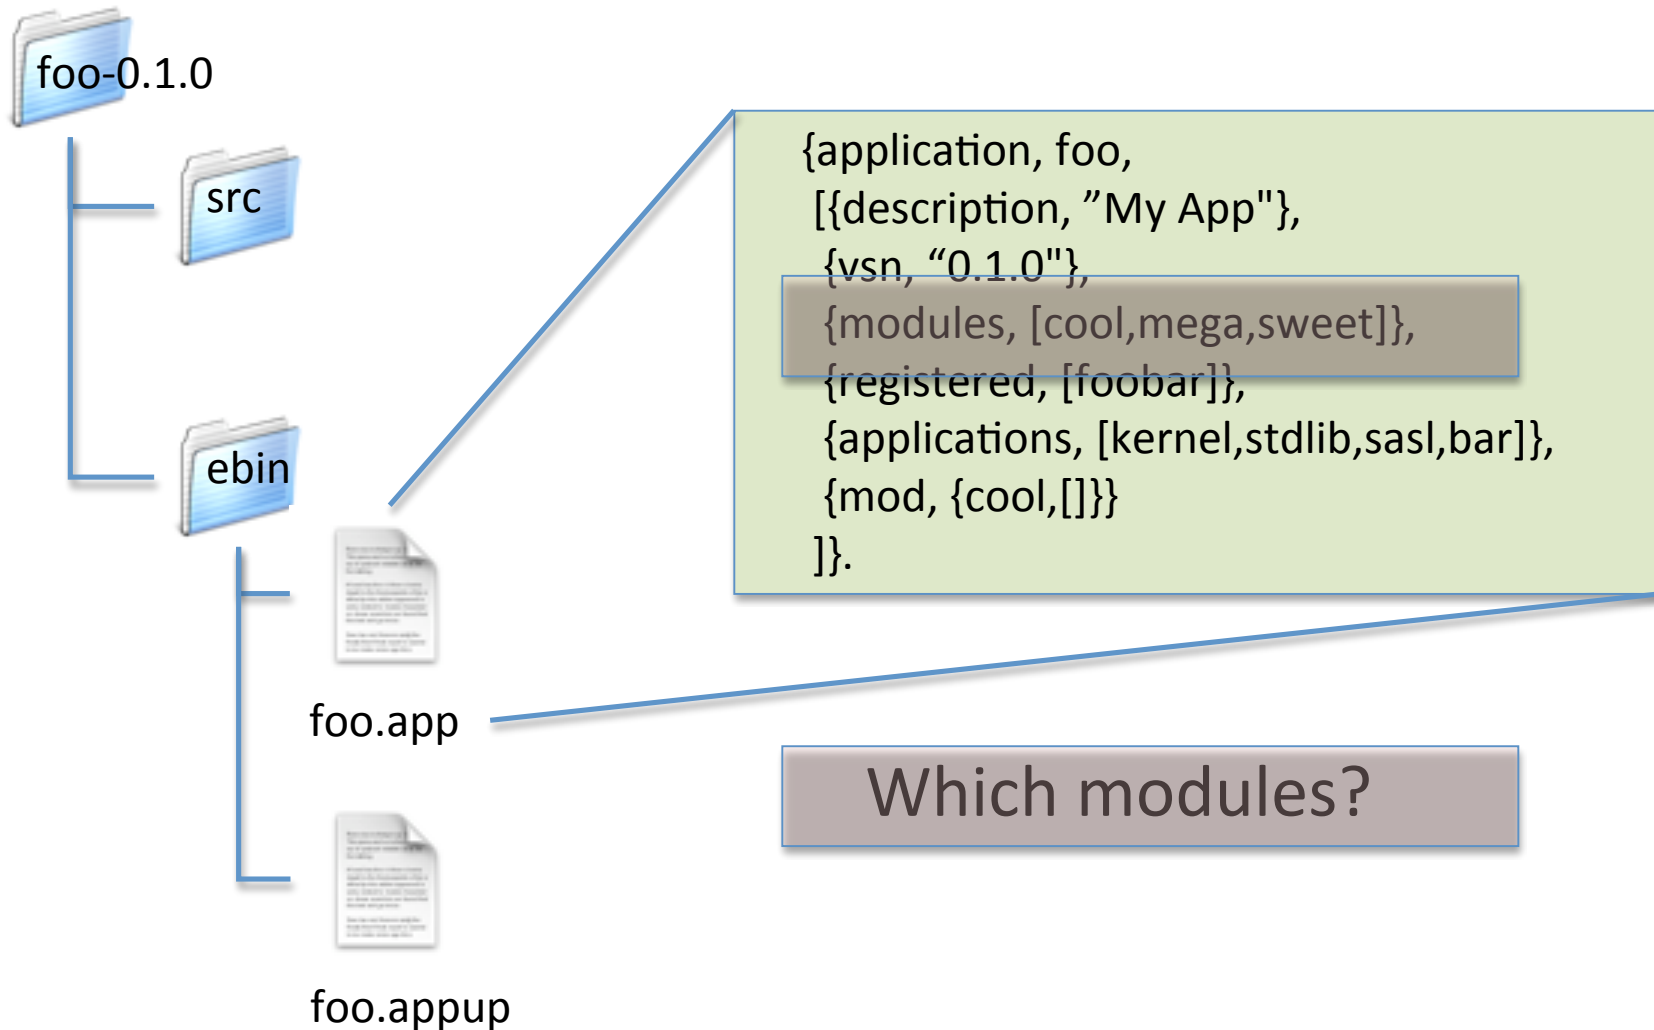 foo-0.1.0
src
ebin
foo.app
foo.appup
{application, foo,
[{description, ”My App"},
{vsn, “0.1.0"},
{modules, [cool,mega,sweet]},
{registered, [foobar]},
{applications, [kernel,stdlib,sasl,bar]},
{mod, {cool,[]}}
]}.
Which modules?